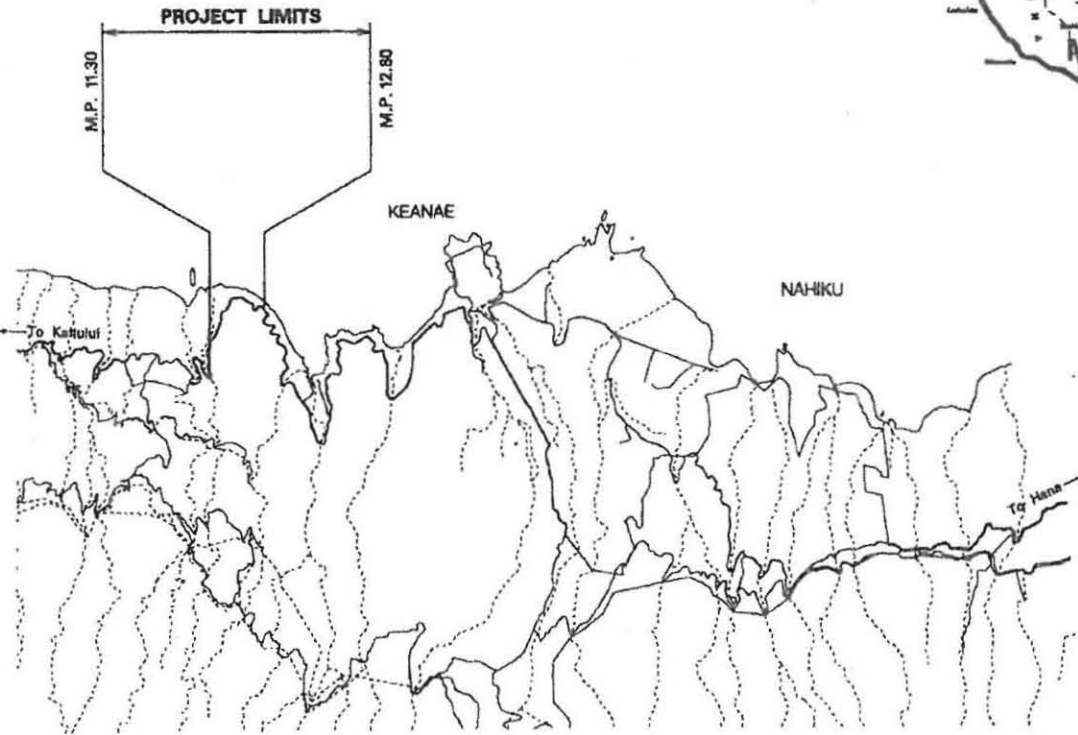 PROJECT LIMITS
M.P. 11.30
M.P. 12.80
KEANAE
NAHIKU
To Kahului
To Hana